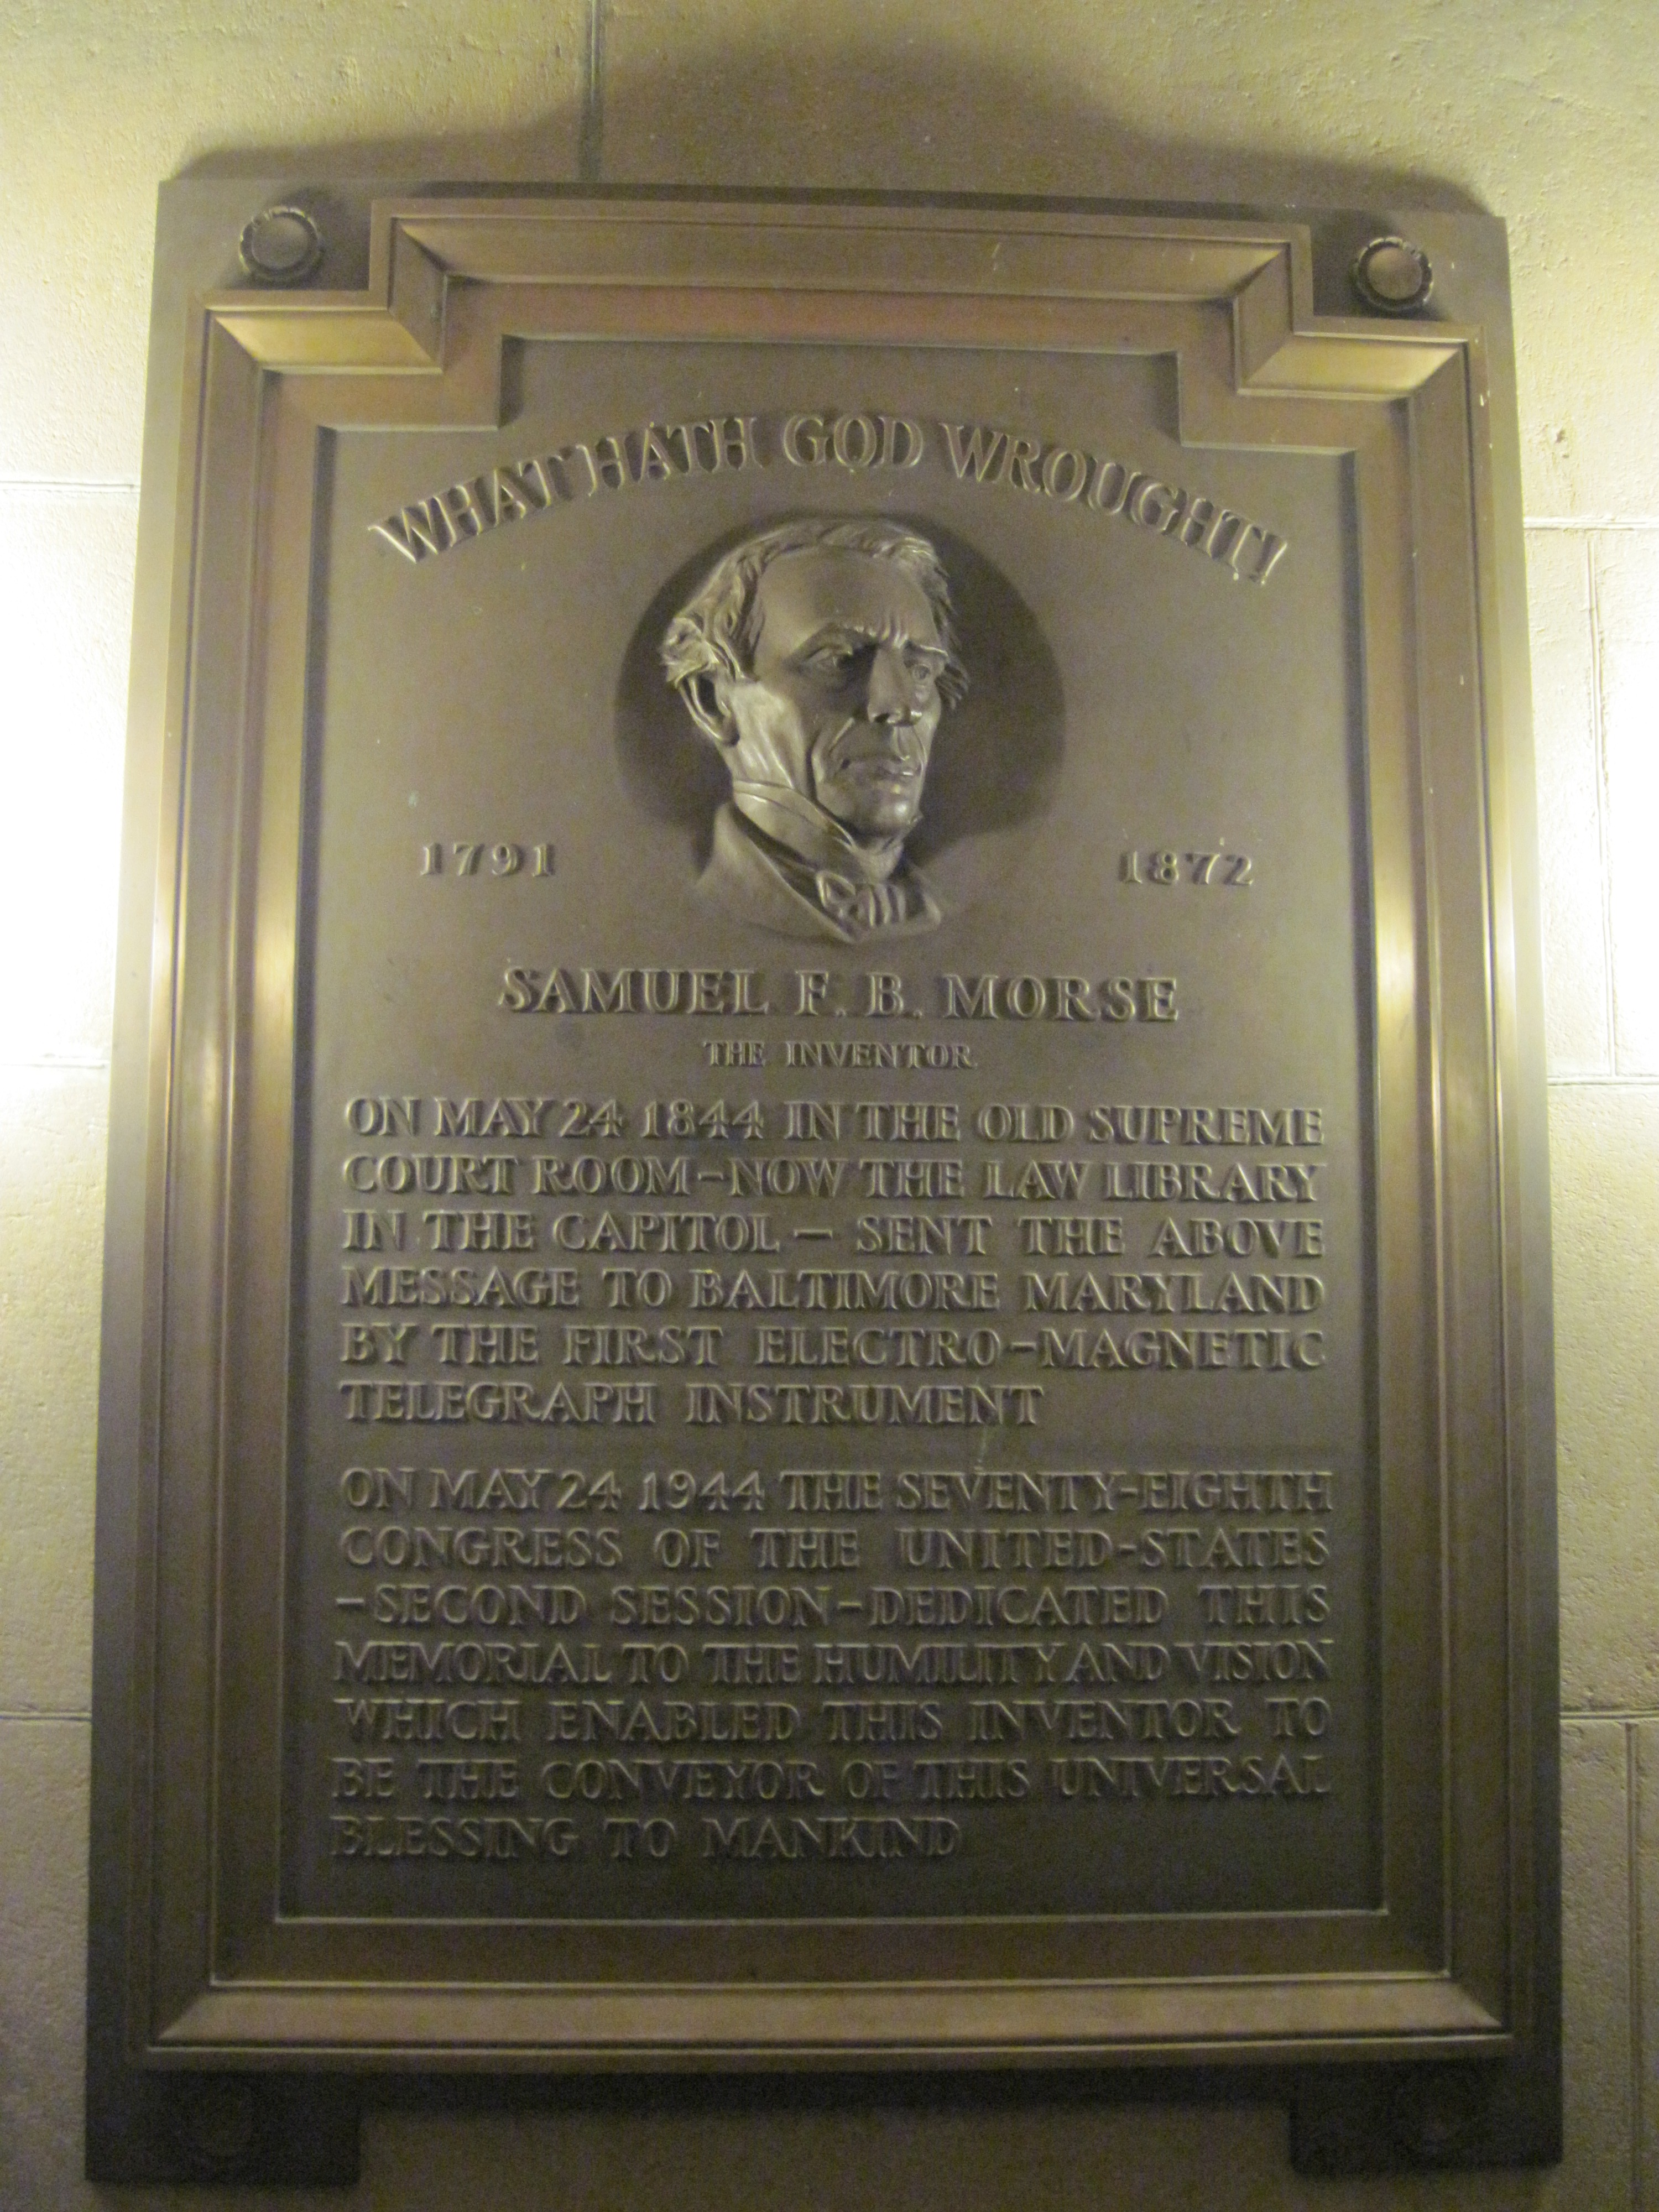 WHAT HATH GOD WROUGHT!
1791 1872
SAMUEL F. B. MORSE
THE INVENTOR
ON MAY 24 1844 IN THE OLD SUPREME
COURT ROOM-NOW THE LAW LIBRARY
IN THE CAPITOL - SENT THE ABOVE
MESSAGE TO BALTIMORE MARYLAND
BY THE FIRST ELECTRO-MAGNETIC
TELEGRAPH INSTRUMENT
ON MAY 24 1944 THE SEVENTY-EIGHTH
CONGRESS OF THE UNITED-STATES
-SECOND SESSION-DEDICATED THIS
MEMORIAL TO THE HUMILITY AND VISION
WHICH ENABLED THIS INVENTOR TO
BE THE CONVEYOR OF THIS UNIVERSAL
BLESSING TO MANKIND